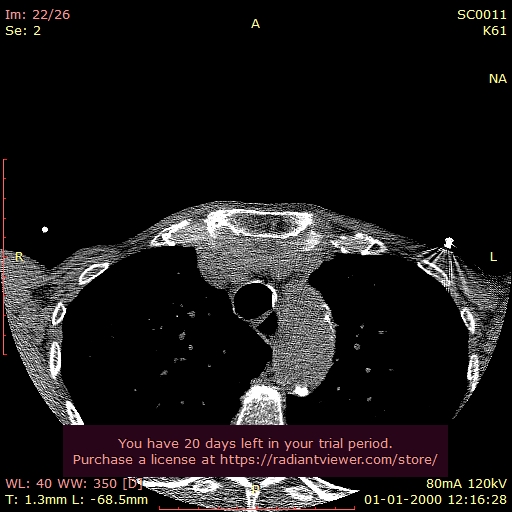 Im: 22/26
Se: 2
A
SC0011
K61
NA
R
L
You have 20 days left in your trial period.
Purchase a license at https://radiantviewer.com/store/
WL: 40 WW: 350 [D]
T: 1.3mm L: -68.5mm
P
80mA 120kV
01-01-2000 12:16:28